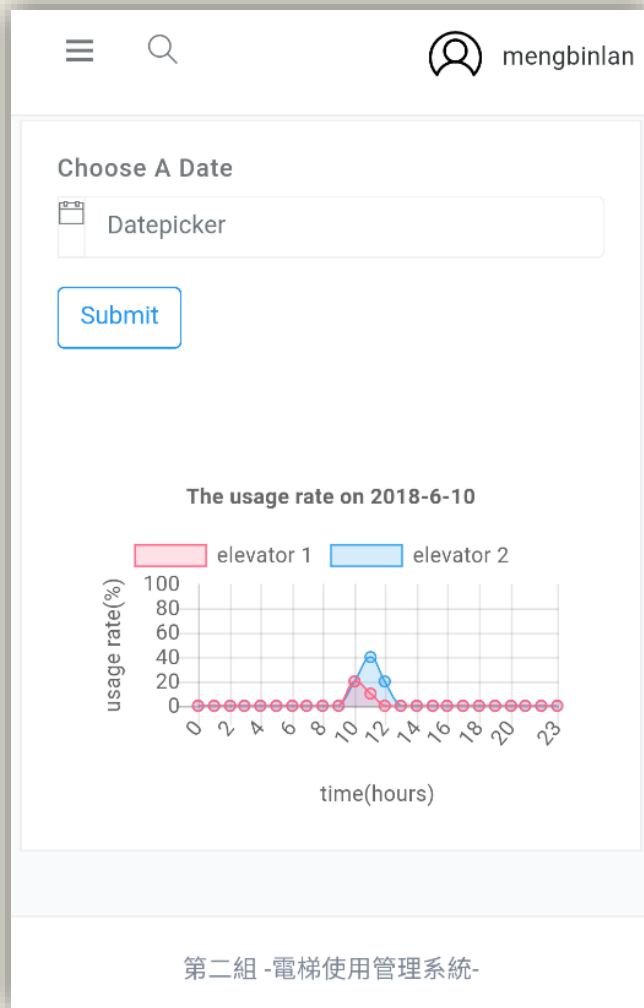 mengbinlan
Choose A Date
Datepicker
Submit
The usage rate on 2018-6-10
elevator 1 elevator 2
usage rate(%)
100
80
60
40
20
0
0 2 4 6 8 10 12 14 16 18 20 23
time(hours)
第二組 -電梯使用管理系統-